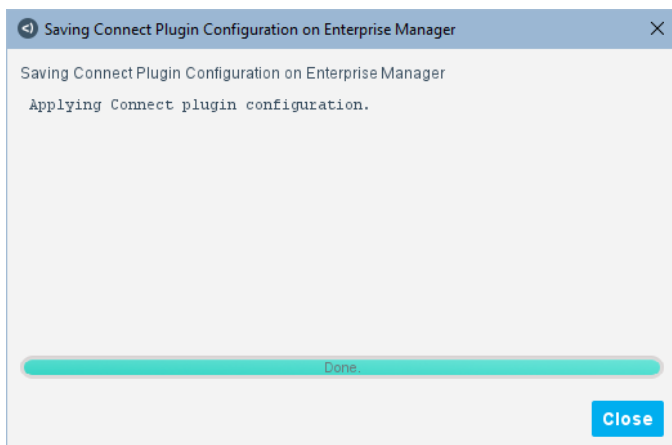 Saving Connect Plugin Configuration on Enterprise Manager
Saving Connect Plugin Configuration on Enterprise Manager
Applying Connect plugin configuration.
Done.
Close